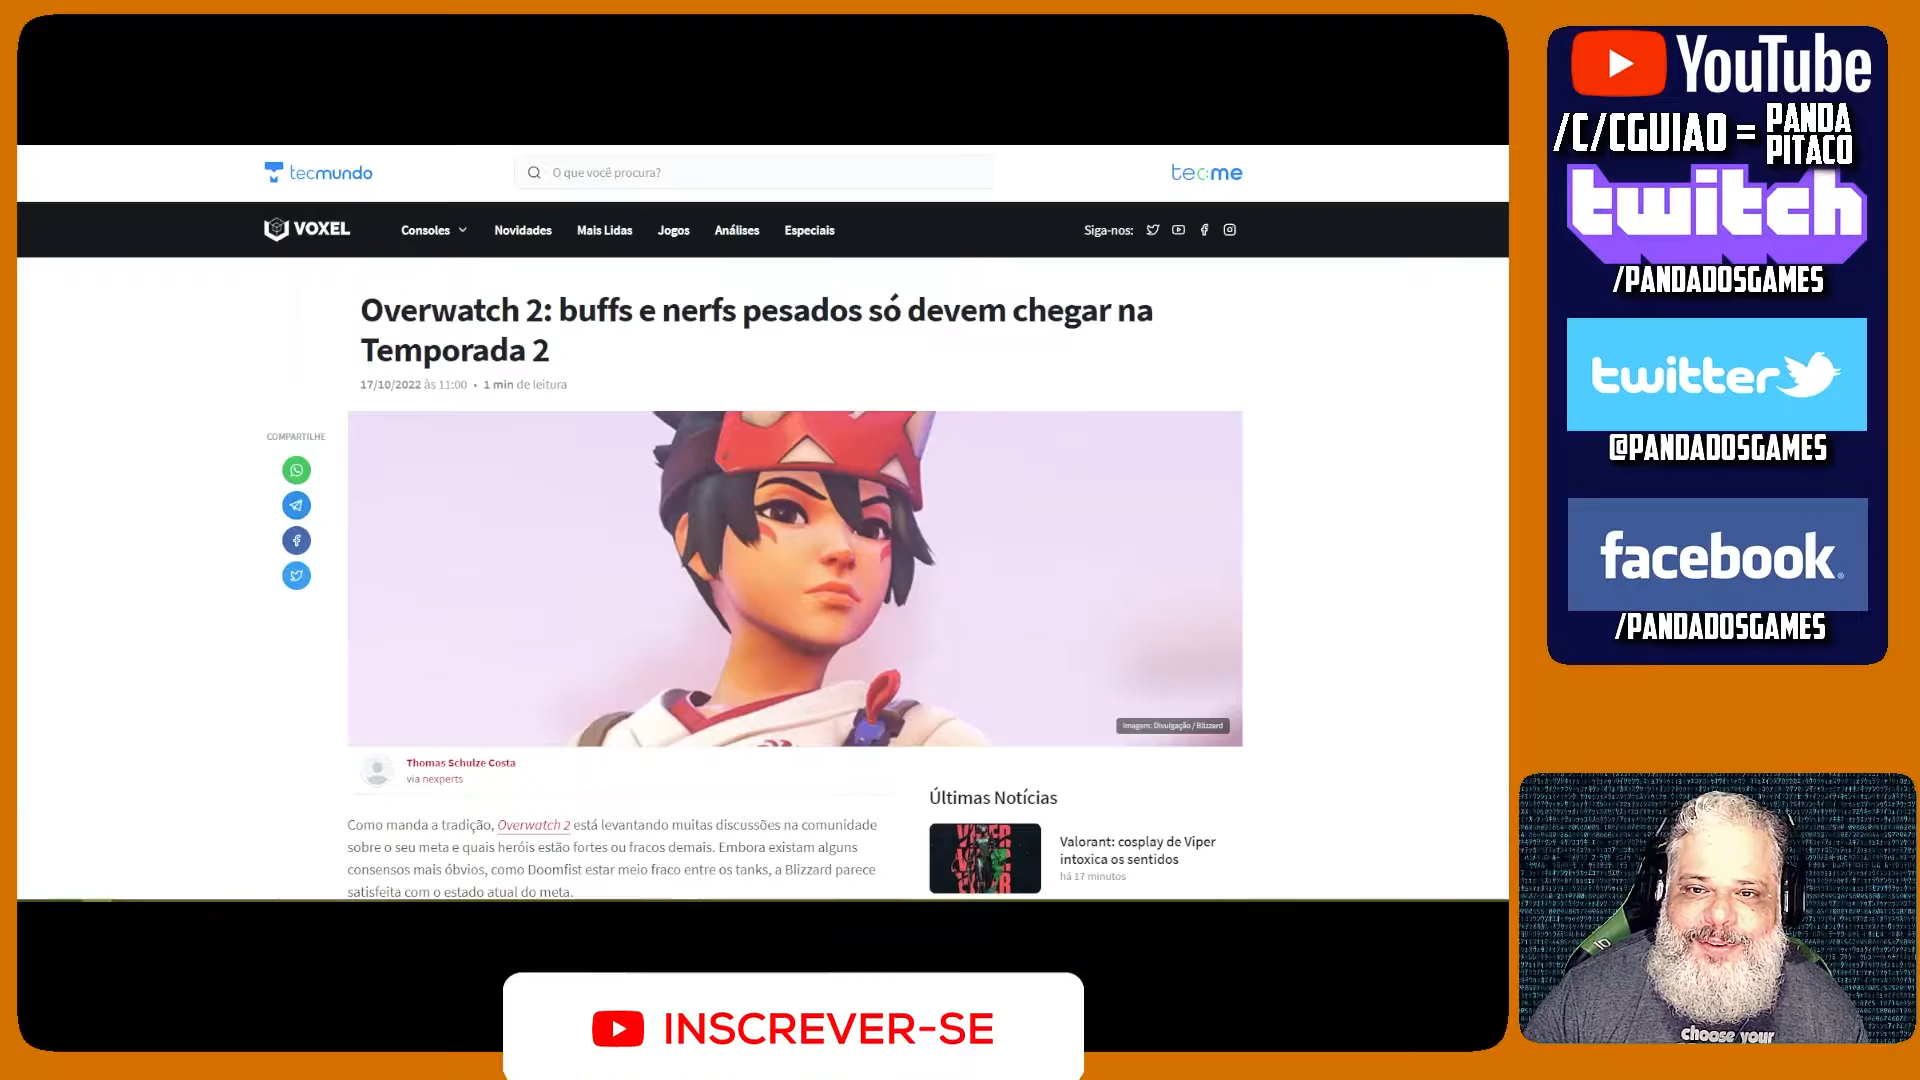 tecmundo
O que você procura?
tec:me
VOXEL
Consoles
Novidades
Mais Lidas
Jogos
Análises
Especiais
Siga-nos:
Overwatch 2: buffs e nerfs pesados só devem chegar na
Temporada 2
17/10/2022 às 11:00 • 1 min de leitura
COMPARTILHE
Imagem: Divulgação / Blizzard
Thomas Schulze Costa
via nexperts
Como manda a tradição, Overwatch 2 está levantando muitas discussões na comunidade
sobre o seu meta e quais heróis estão fortes ou fracos demais. Embora existam alguns
consensos mais óbvios, como Doomfist estar meio fraco entre os tanks, a Blizzard parece
satisfeita com o estado atual do meta.
Últimas Notícias
VIPER
Valorant: cosplay de Viper
intoxica os sentidos
há 17 minutos
INSCREVER-SE
YouTube
/C/CGUIAO = PANDA
PITACO
twitch
/PANDADOSGAMES
twitter
@PANDADOSGAMES
facebook
/PANDADOSGAMES
choose your